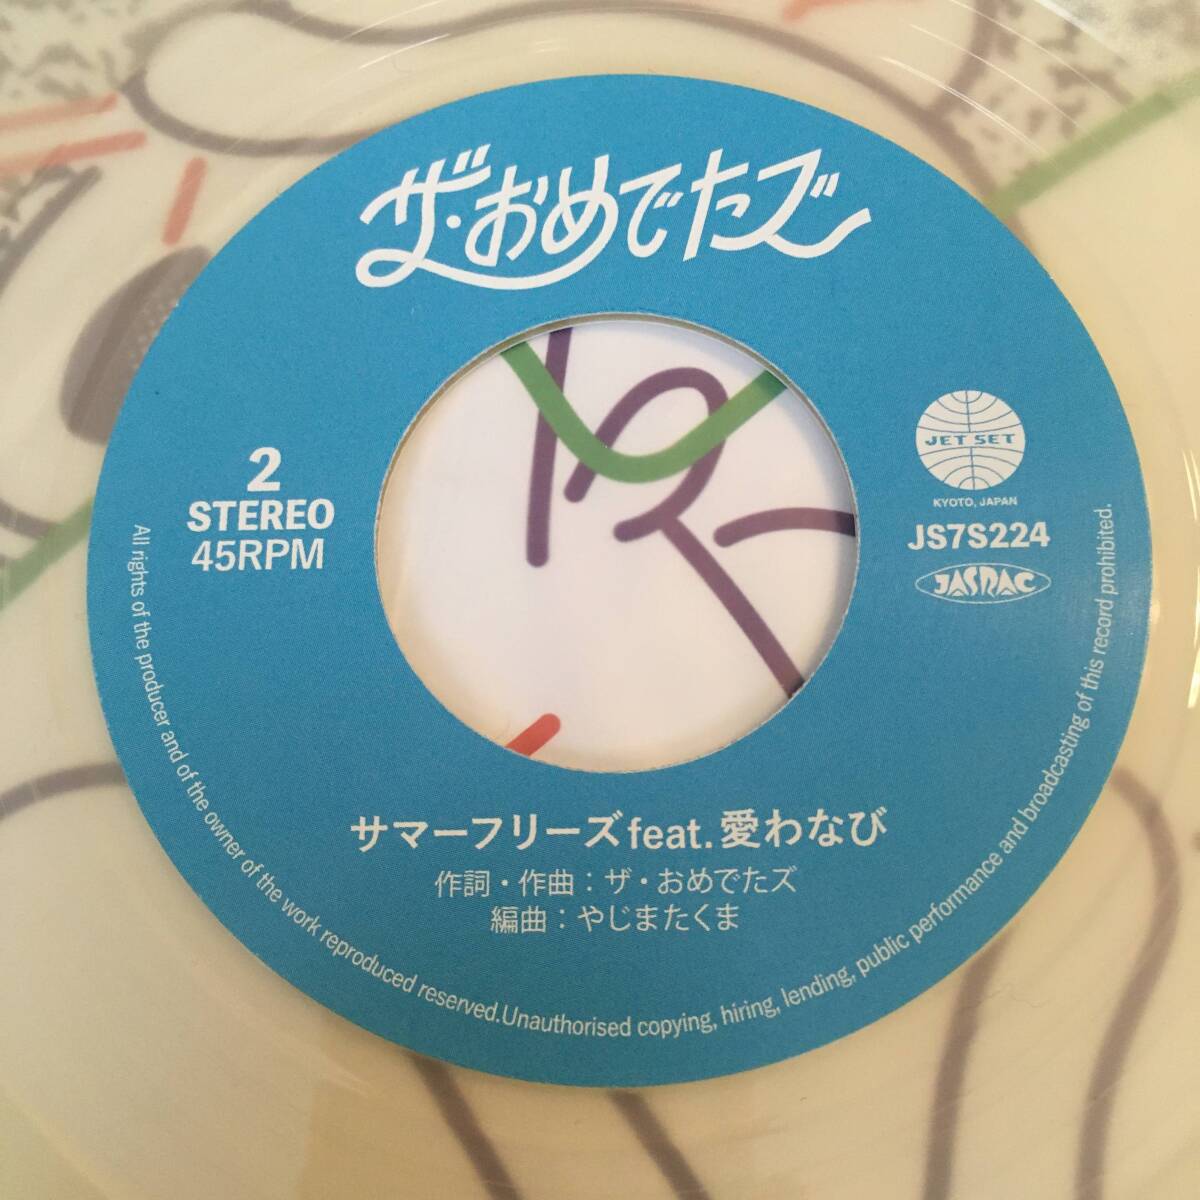 ザ・おめでたズ
2
STEREO
45RPM
JET SET
KYOTO, JAPAN
JS7S224
JASRAC
サマーフリーズfeat.愛わなび
作詞・作曲：ザ・おめでたズ
編曲：やじまたくま
All rights of the producer and of the owner of the work reproduced reserved.Unauthorised copying, hiring, lending, public performance and broadcasting of this record prohibited.